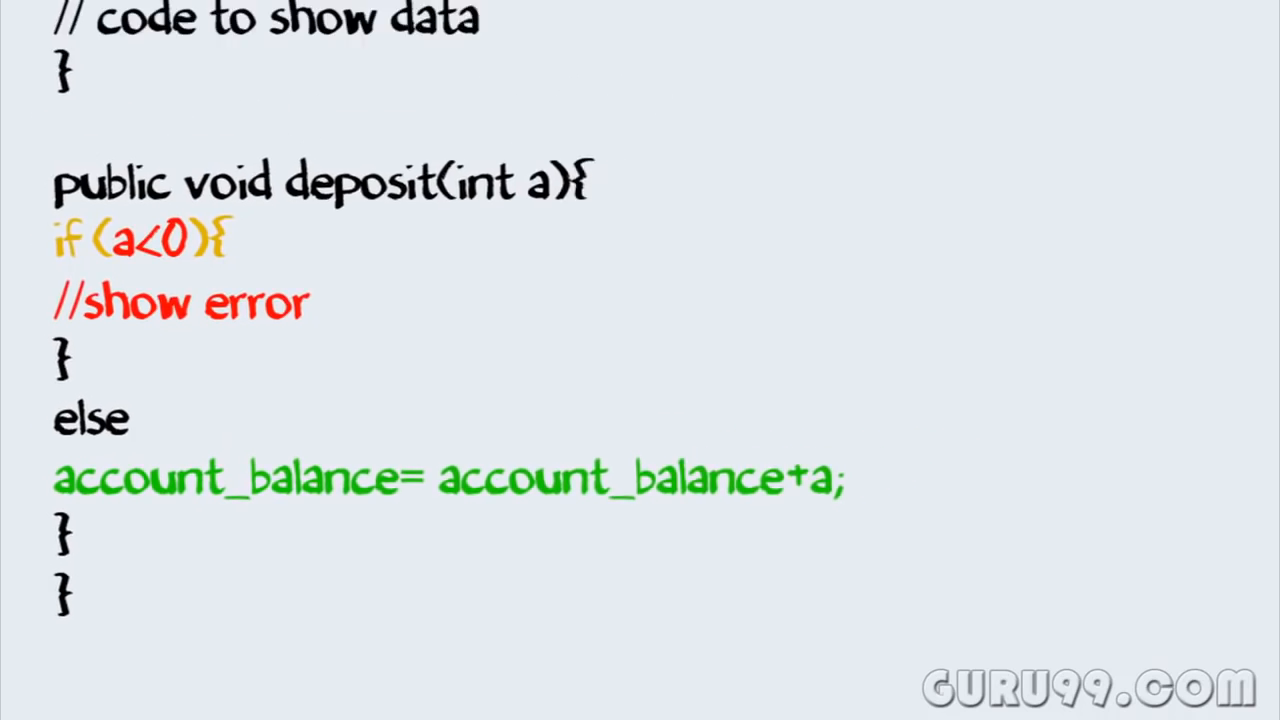 // code to show data
}
public void deposit(int a){
if (a<0){
//show error
}
else
account_balance= account_balance+a;
}
}
GURU99.COM